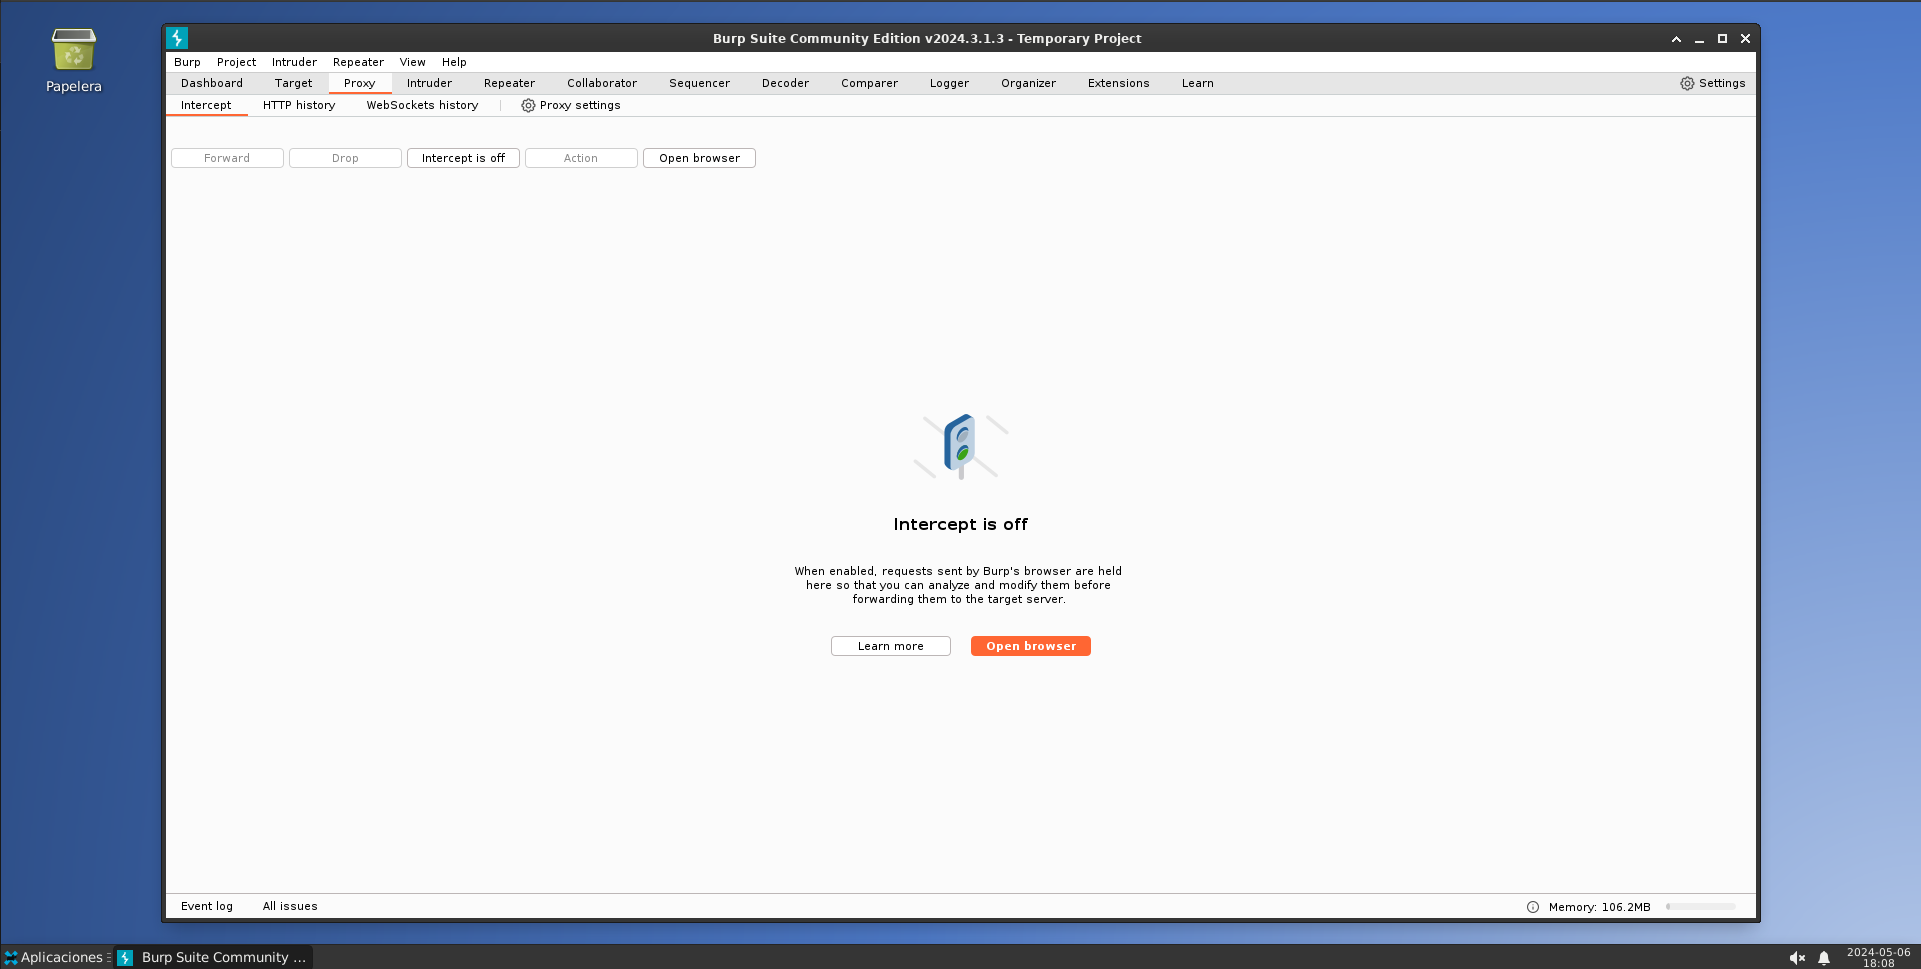 Papelera
Burp Suite Community Edition v2024.3.1.3 - Temporary Project
Burp Project Intruder Repeater View Help
Dashboard Target Proxy Intruder Repeater Collaborator Sequencer Decoder Comparer Logger Organizer Extensions Learn Settings
Intercept HTTP history WebSockets history Proxy settings
Forward Drop Intercept is off Action Open browser
Intercept is off
When enabled, requests sent by Burp's browser are held
here so that you can analyze and modify them before
forwarding them to the target server.
Learn more Open browser
Event log All issues Memory: 106.2MB
Aplicaciones Burp Suite Community ... 2024-05-06
18:08